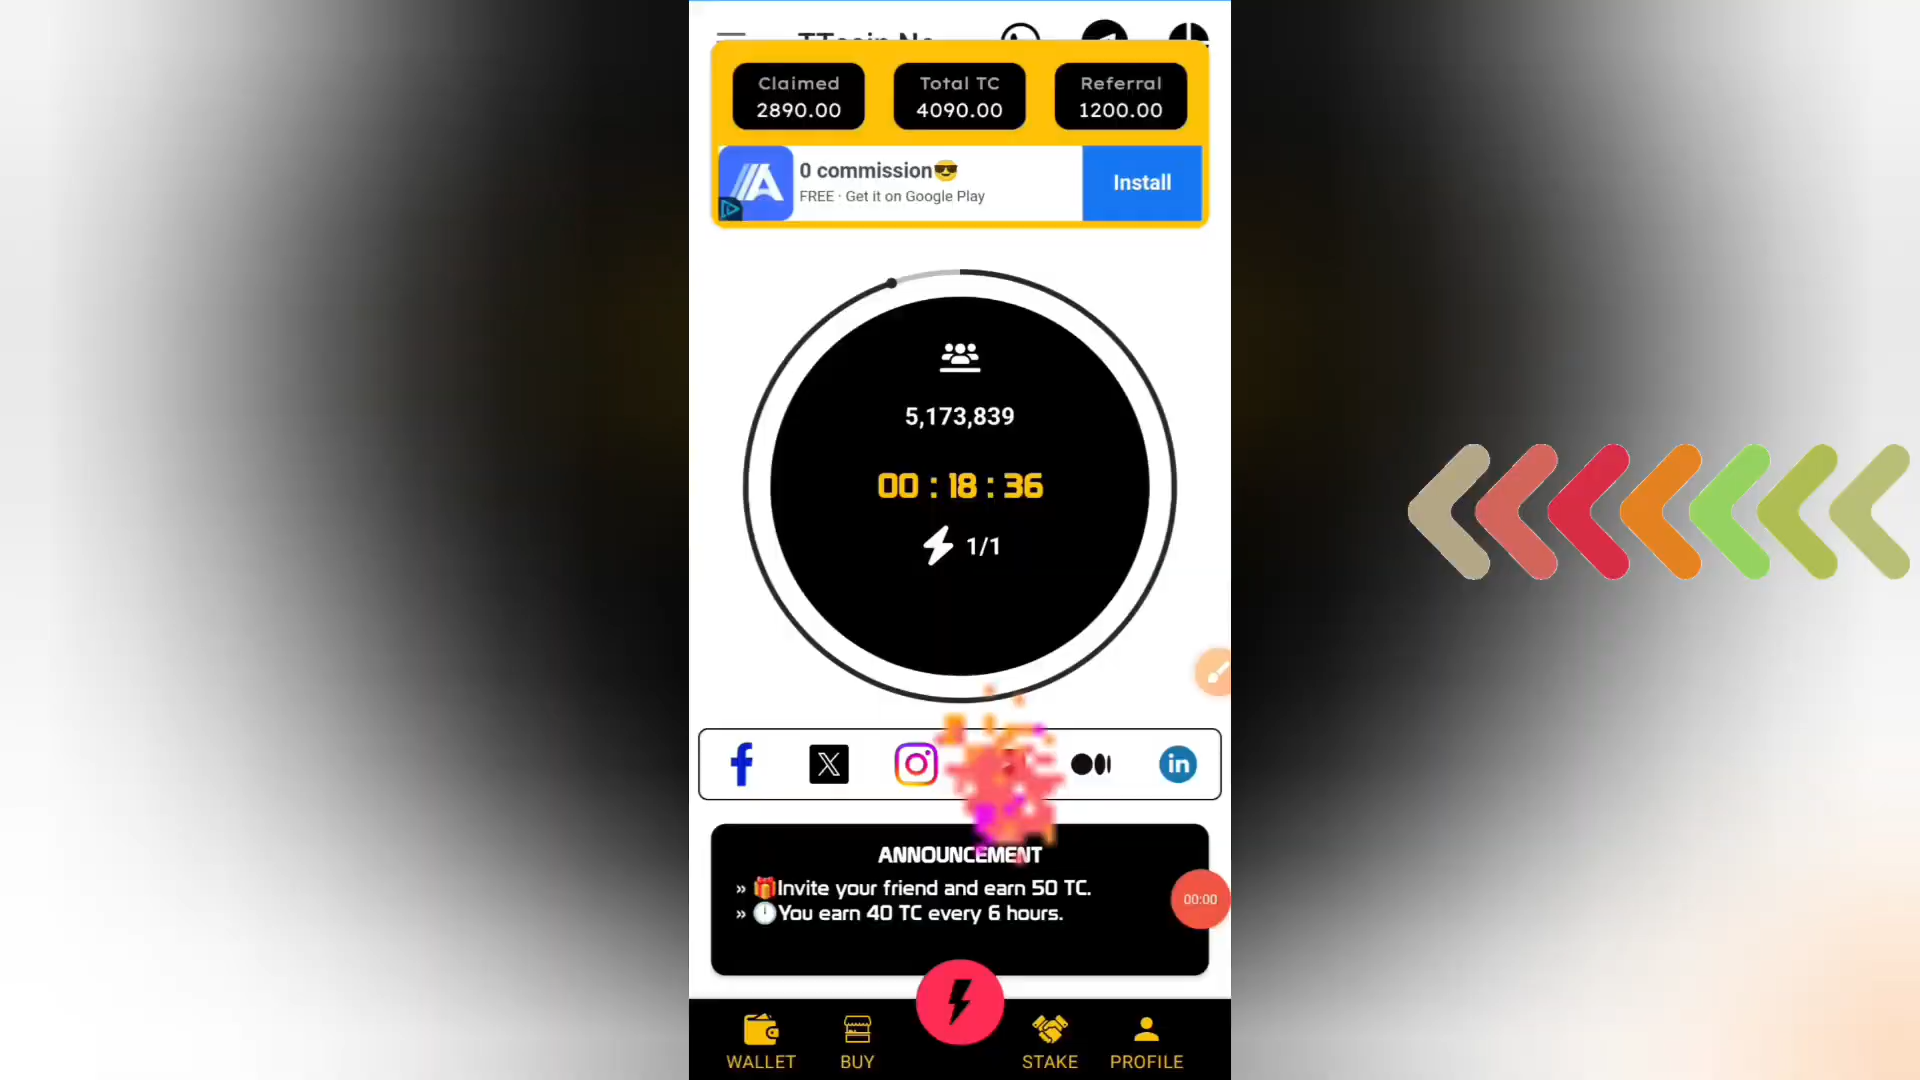 Claimed
2890.00
Total TC
4090.00
Referral
1200.00
0 commission😎
FREE · Get it on Google Play
Install
5,173,839
00 : 18 : 36
1/1
ANNOUNCEMENT
» 🎁Invite your friend and earn 50 TC.
» 🕛You earn 40 TC every 6 hours.
00:00
WALLET
BUY
STAKE
PROFILE